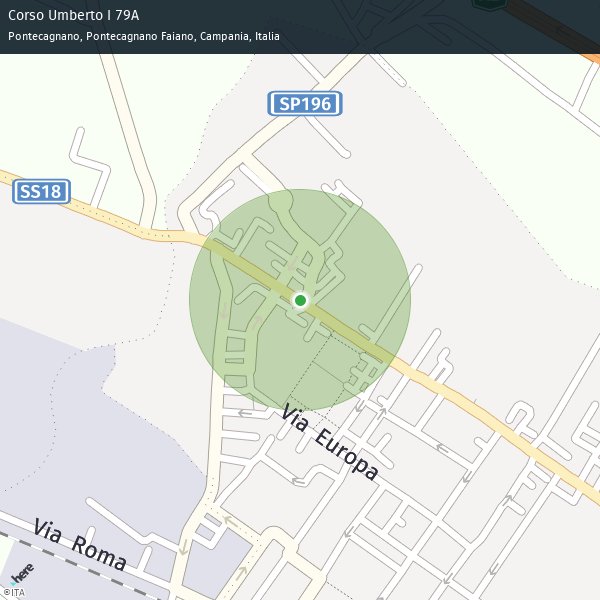 Corso Umberto I 79A
Pontecagnano, Pontecagnano Faiano, Campania, Italia
SP196
SS18
Via Europa
Via Roma
here
©ITA